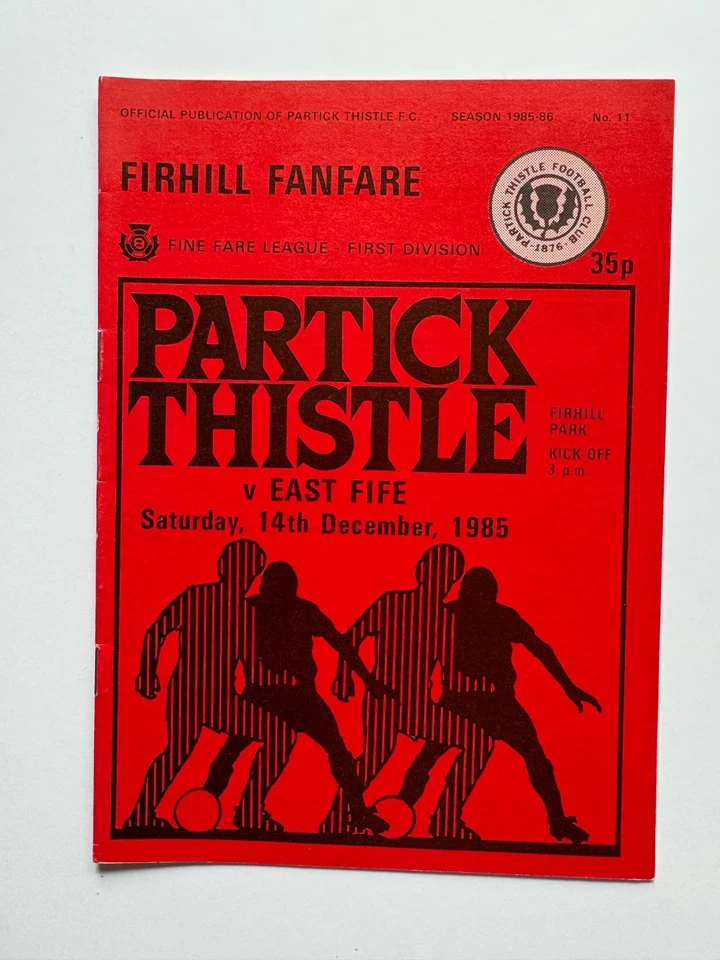 OFFICIAL PUBLICATION OF PARTICK THISTLE F.C. - SEASON 1985-86 No. 11
FIRHILL FANFARE
PARTICK THISTLE FOOTBALL CLUB
·1876·
FINE FARE LEAGUE - FIRST DIVISION
35p
PARTICK
THISTLE
FIRHILL
PARK
KICK-OFF
3 p.m.
v EAST FIFE
Saturday, 14th December, 1985